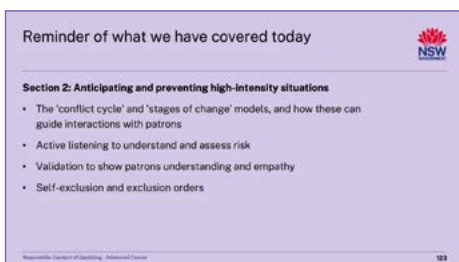 Reminder of what we have covered today
NSW
GOVERNMENT
Section 2: Anticipating and preventing high-intensity situations
• The 'conflict cycle' and 'stages of change' models, and how these can
guide interactions with patrons
• Active listening to understand and assess risk
• Validation to show patrons understanding and empathy
• Self-exclusion and exclusion orders
Responsible Conduct of Gambling - Advanced Course
123